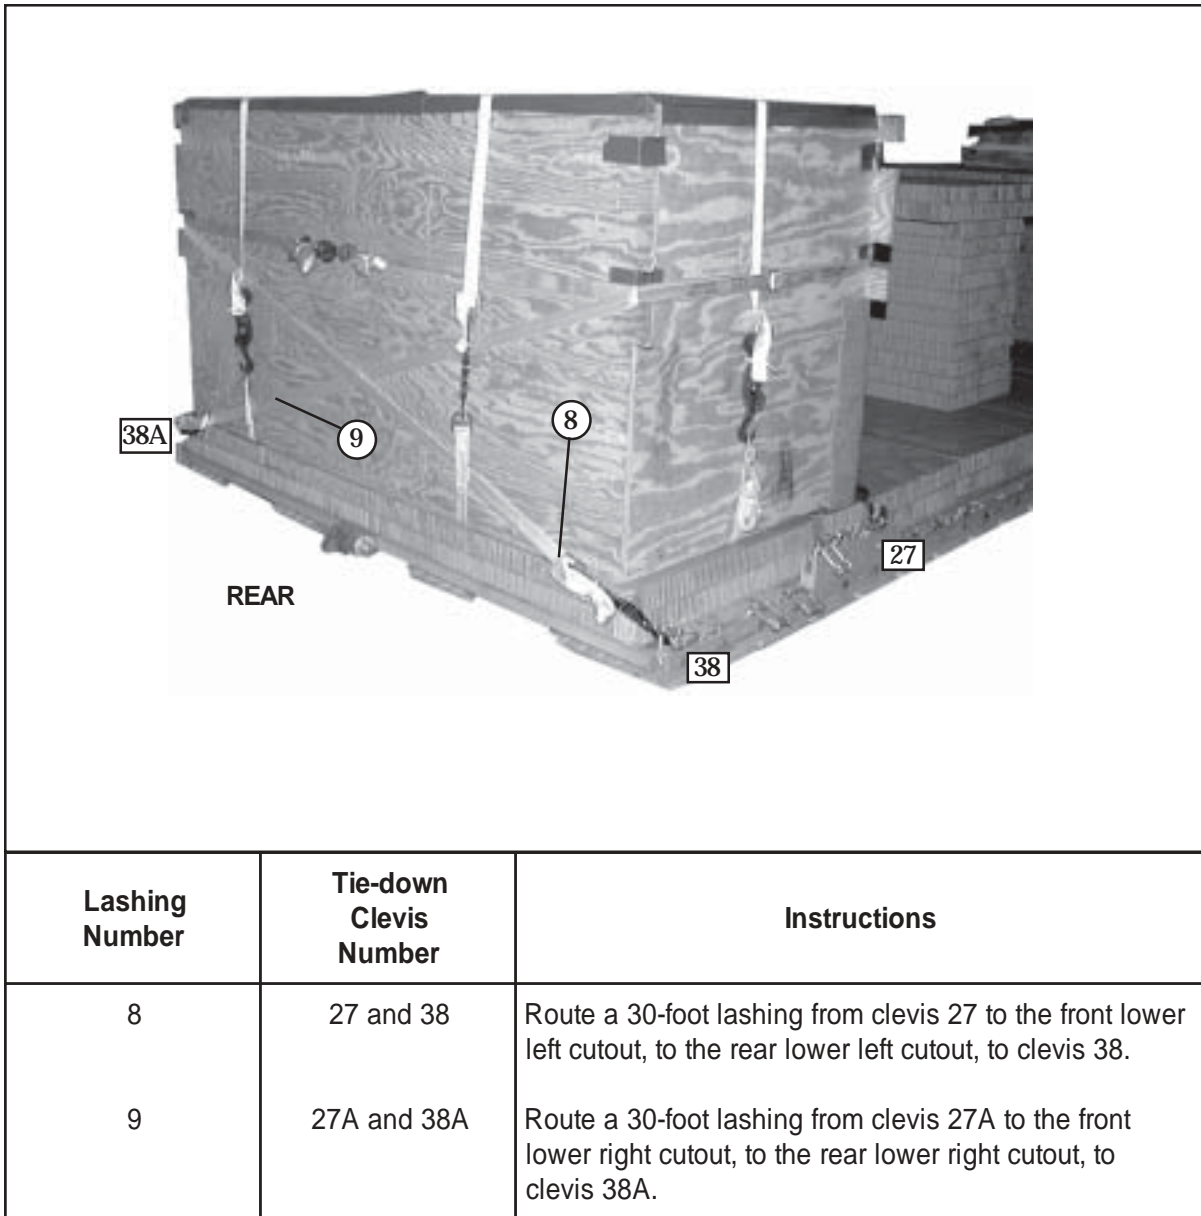 38A
9
8
27
REAR
38
Lashing
Number
Tie-down
Clevis
Number
Instructions
8
27 and 38
Route a 30-foot lashing from clevis 27 to the front lower
left cutout, to the rear lower left cutout, to clevis 38.
9
27A and 38A
Route a 30-foot lashing from clevis 27A to the front
lower right cutout, to the rear lower right cutout, to
clevis 38A.